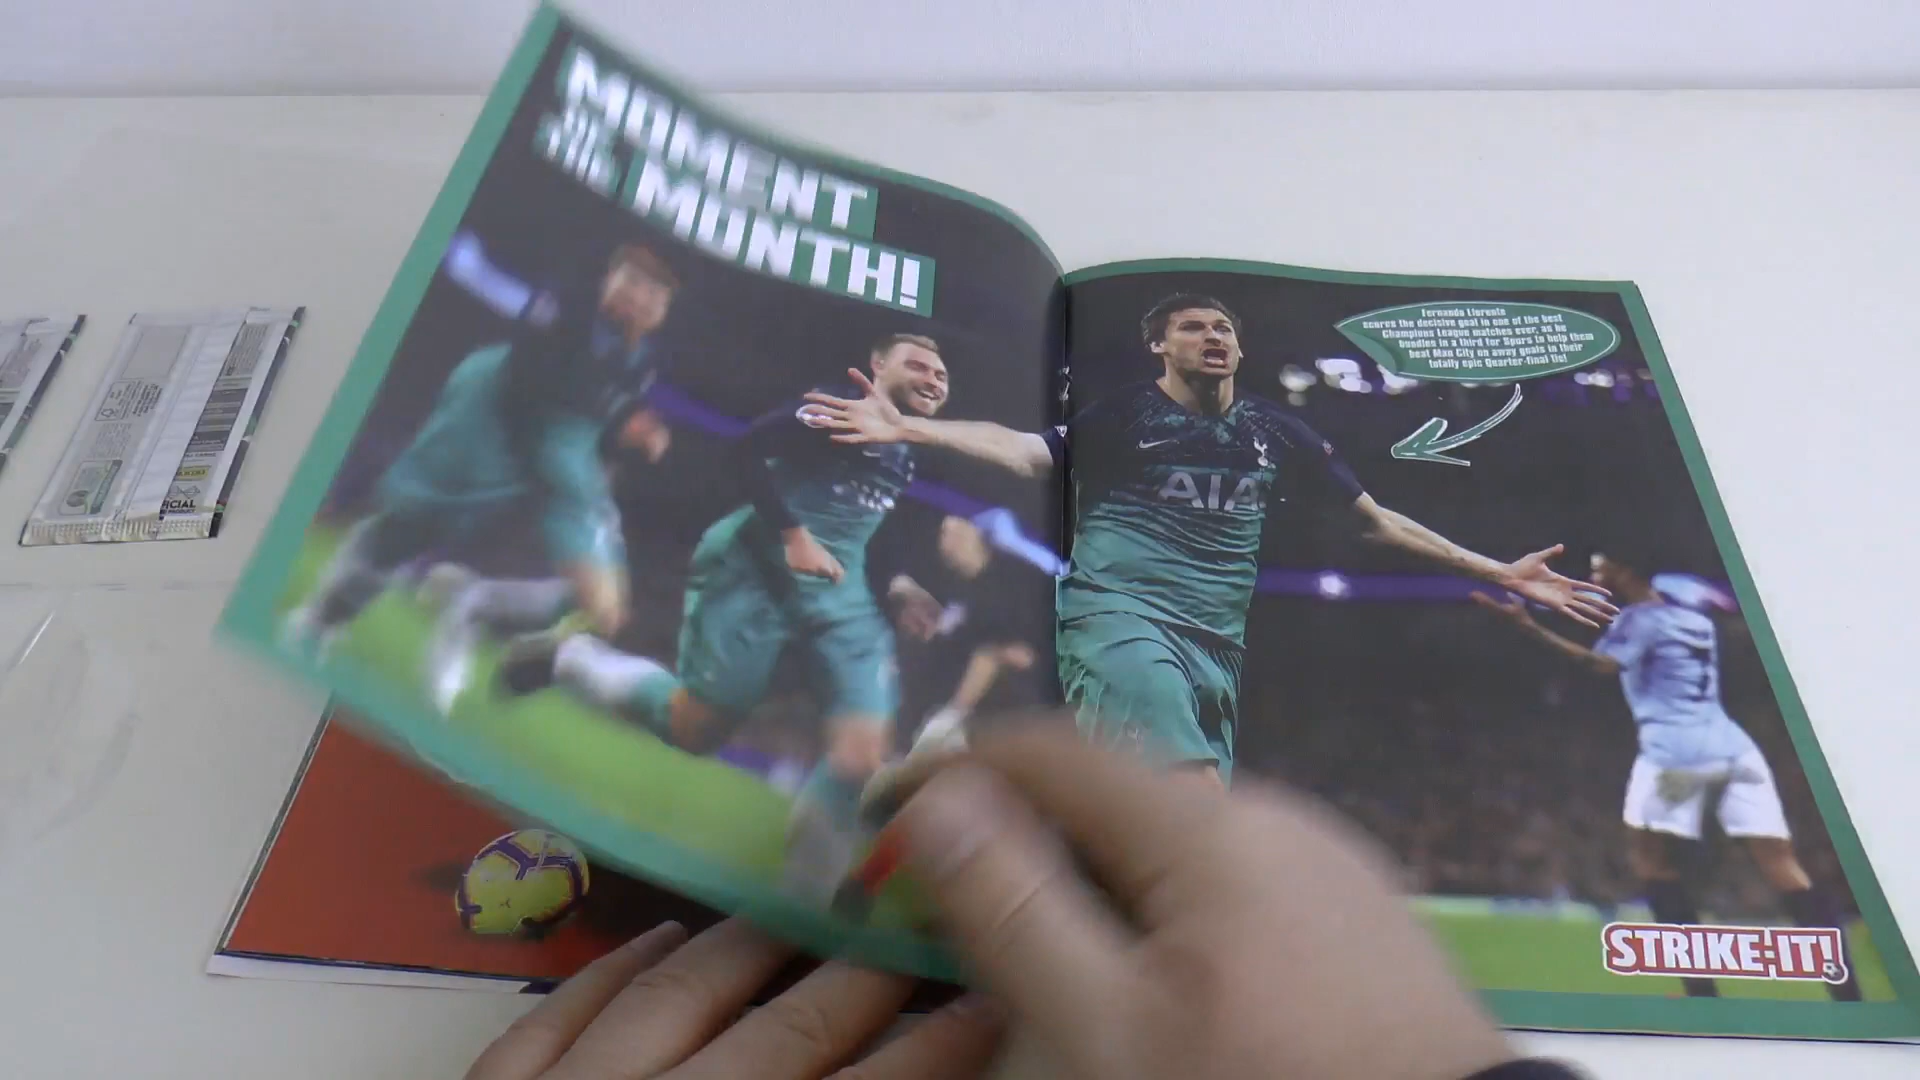 MOMENT
OF THE MONTH!
Fernando Llorente
scores the decisive goal in one of the best
Champions League matches ever, as he
bundles in a third for Spurs to help them
beat Man City on away goals in their
totally epic Quarter-final tie!
AIA
STRIKE-IT!